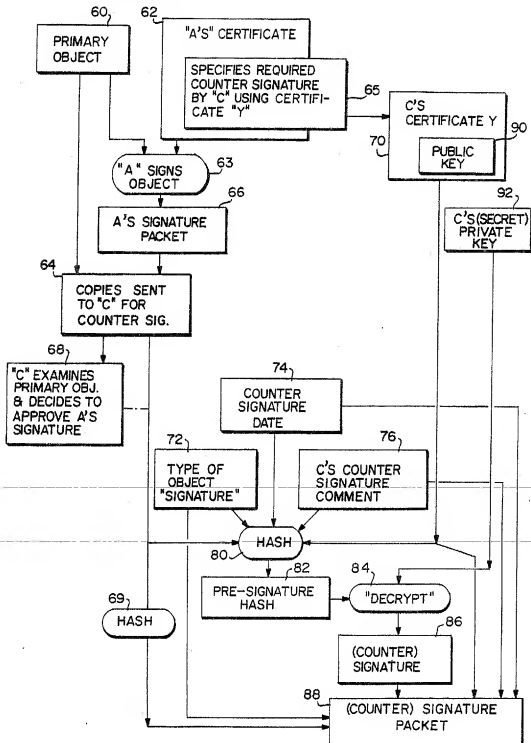 60
PRIMARY
OBJECT
62
"A'S" CERTIFICATE
SPECIFIES REQUIRED
COUNTER SIGNATURE
BY "C" USING CERTIFI-
CATE "Y"
65
C'S
CERTIFICATE Y
90
PUBLIC
KEY
70
"A" SIGNS
OBJECT
63
66
A'S SIGNATURE
PACKET
92
C'S (SECRET)
PRIVATE
KEY
64
COPIES SENT
TO "C" FOR
COUNTER SIG.
68
"C" EXAMINES
PRIMARY OBJ.
& DECIDES TO
APPROVE A'S
SIGNATURE
74
COUNTER
SIGNATURE
DATE
72
TYPE OF
OBJECT
"SIGNATURE"
76
C'S COUNTER
SIGNATURE
COMMENT
HASH
80
82
PRE-SIGNATURE
HASH
84
"DECRYPT"
69
HASH
86
(COUNTER)
SIGNATURE
88
(COUNTER) SIGNATURE
PACKET